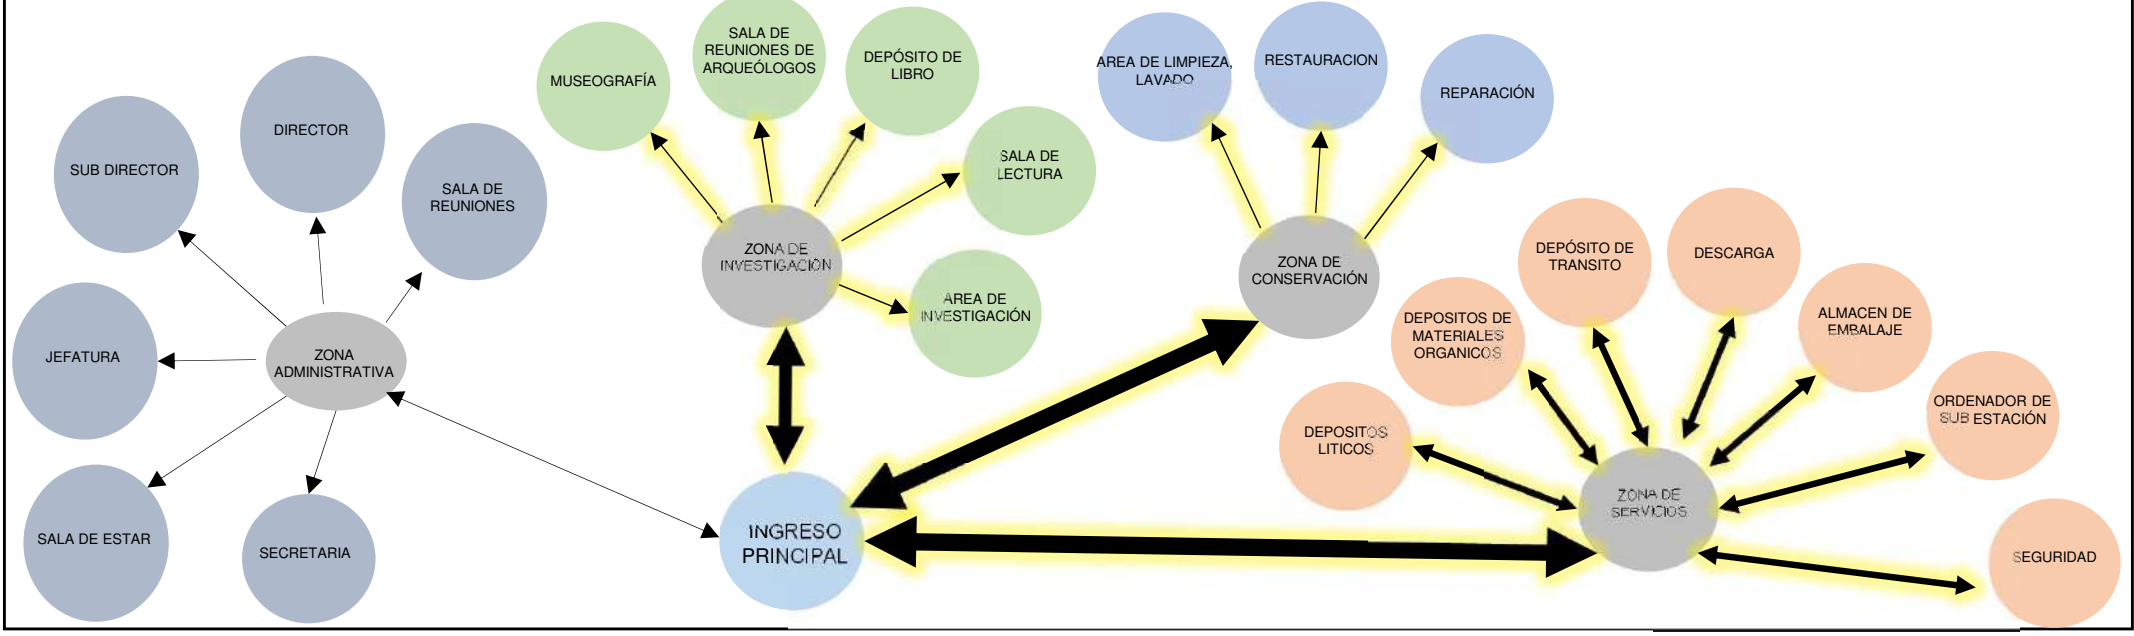 SUB DIRECTOR
DIRECTOR
SALA DE
REUNIONES
JEFATURA
ZONA
ADMINISTRATIVA
SALA DE ESTAR
SECRETARIA
MUSEOGRAFÍA
SALA DE
REUNIONES DE
ARQUEÓLOGOS
DEPÓSITO DE
LIBRO
SALA DE
LECTURA
ZONA DE
INVESTIGACIÓN
AREA DE
INVESTIGACIÓN
INGRESO
PRINCIPAL
AREA DE LIMPIEZA,
LAVADO
RESTAURACION
REPARACIÓN
ZONA DE
CONSERVACIÓN
DEPOSITOS
LITICOS
DEPOSITOS DE
MATERIALES
ORGANICOS
DEPÓSITO DE
TRANSITO
DESCARGA
ALMACEN DE
EMBALAJE
ORDENADOR DE
SUB ESTACIÓN
ZONA DE
SERVICIOS
SEGURIDAD